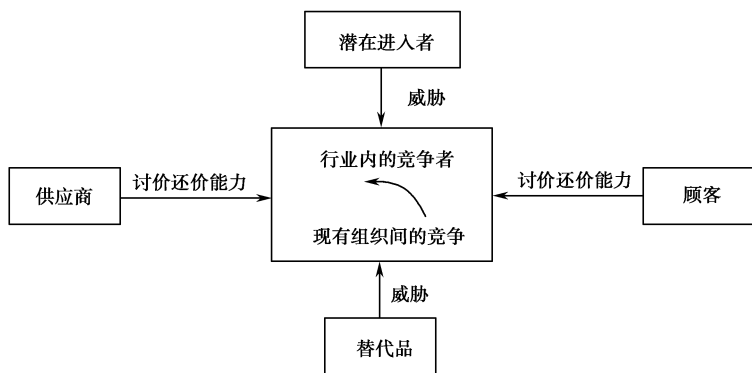 潜在进入者
威胁
行业内的竞争者
供应商
讨价还价能力
讨价还价能力
顾客
现有组织间的竞争
威胁
替代品